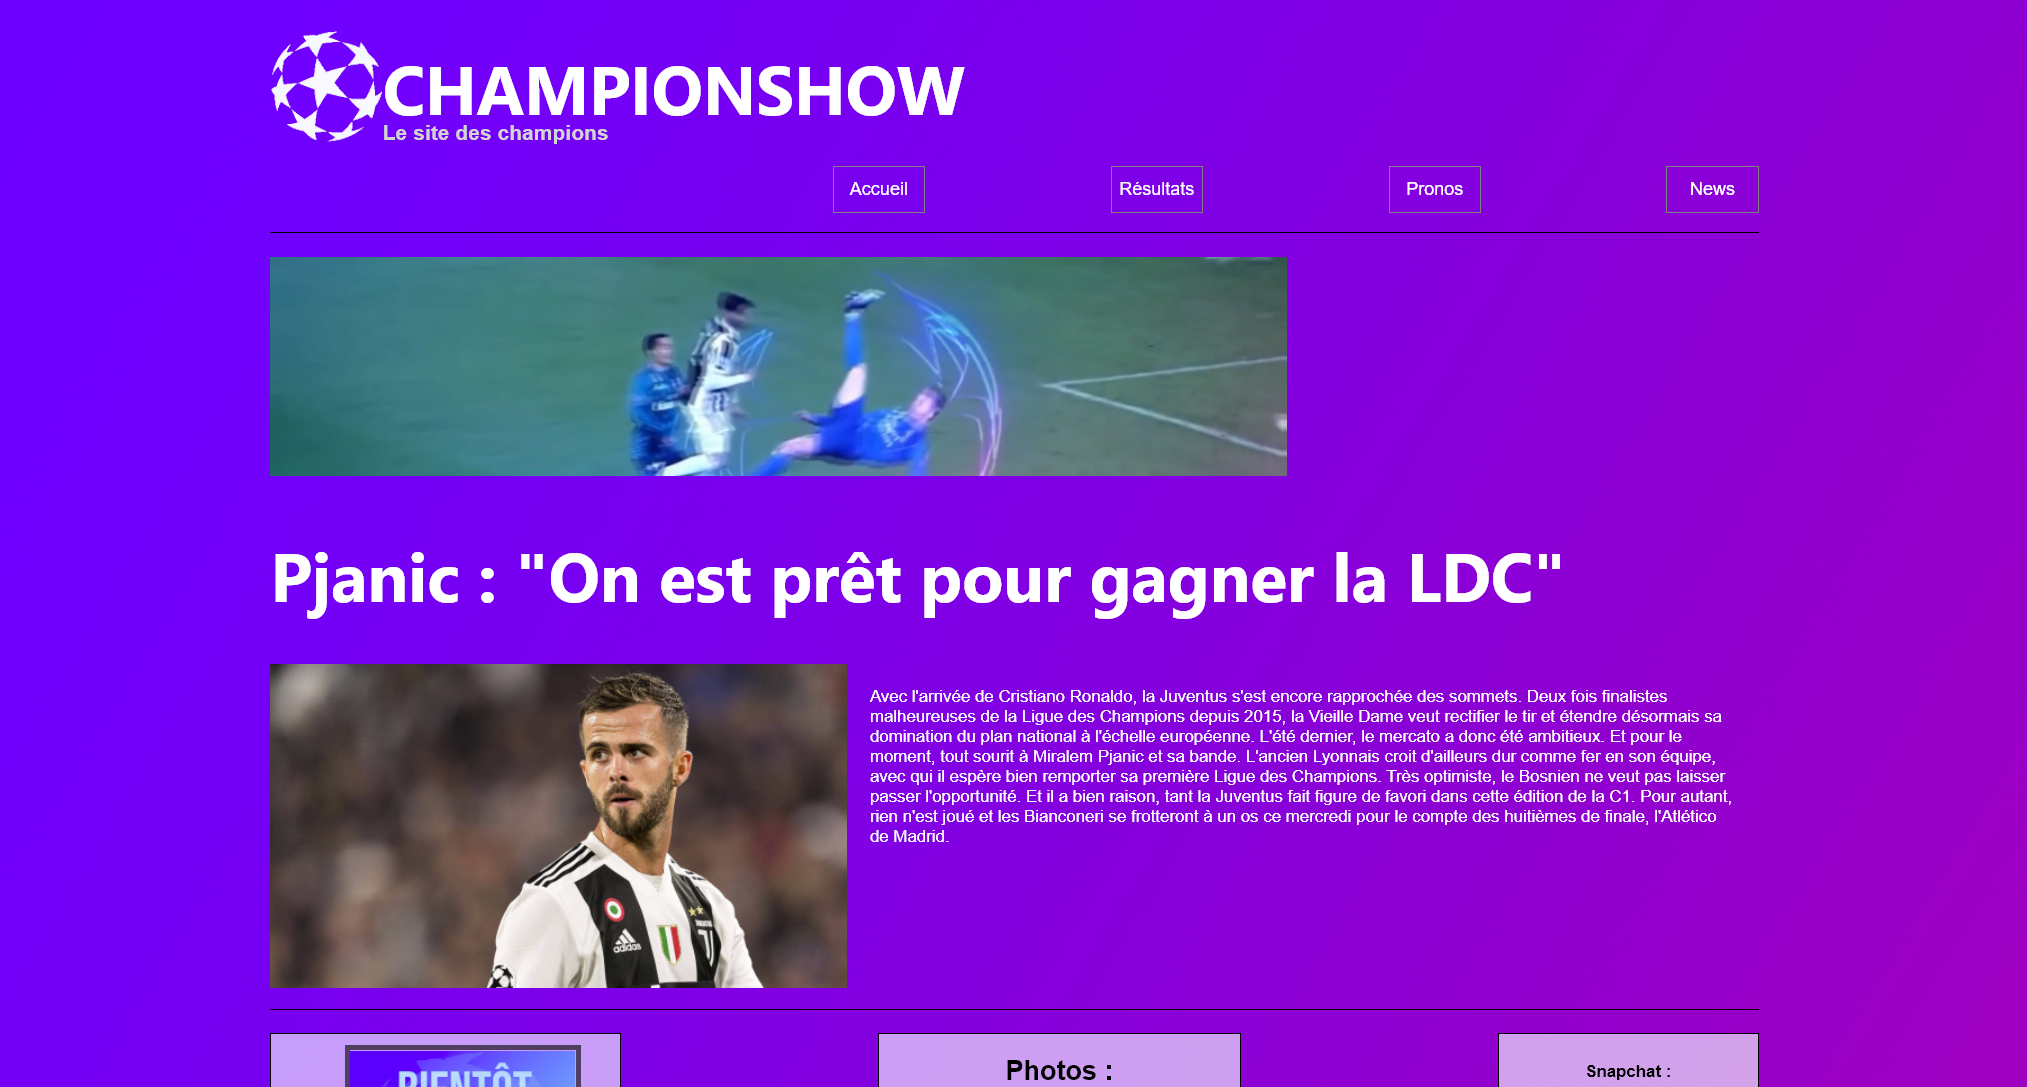 CHAMPIONSHOW
Le site des champions
Accueil
Résultats
Pronos
News
Pjanic : "On est prêt pour gagner la LDC"
Avec l'arrivée de Cristiano Ronaldo, la Juventus s'est encore rapprochée des sommets. Deux fois finalistes
malheureuses de la Ligue des Champions depuis 2015, la Vieille Dame veut rectifier le tir et étendre désormais sa
domination du plan national à l'échelle européenne. L'été dernier, le mercato a donc été ambitieux. Et pour le
moment, tout sourit à Miralem Pjanic et sa bande. L'ancien Lyonnais croit d'ailleurs dur comme fer en son équipe,
avec qui il espère bien remporter sa première Ligue des Champions. Très optimiste, le Bosnien ne veut pas laisser
passer l'opportunité. Et il a bien raison, tant la Juventus fait figure de favori dans cette édition de la C1. Pour autant,
rien n'est joué et les Bianconeri se frotteront à un os ce mercredi pour le compte des huitièmes de finale, l'Atlético
de Madrid.
adidas
BIENTÔT
Photos :
Snapchat :